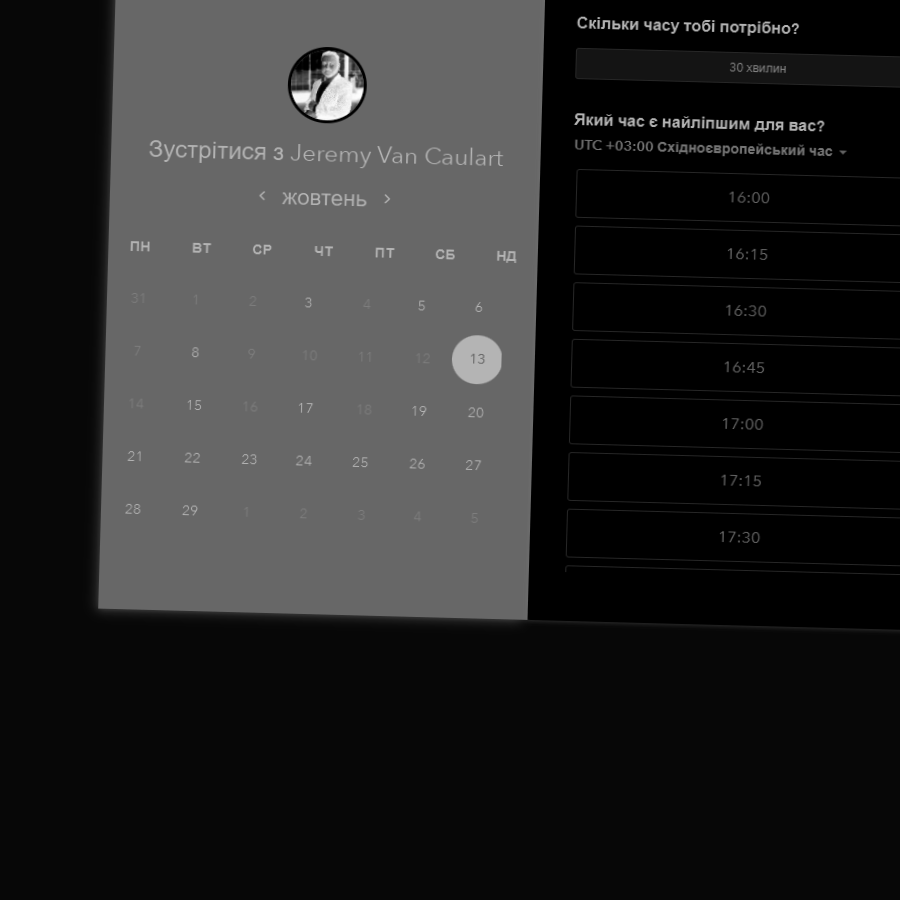 Зустрітися з Jeremy Van Caulart
жовтень
ПН ВТ СР ЧТ ПТ СБ НД
31 1 2 3 4 5 6
7 8 9 10 11 12 13
14 15 16 17 18 19 20
21 22 23 24 25 26 27
28 29 1 2 3 4 5
Скільки часу тобі потрібно?
30 хвилин
Який час є найліпшим для вас?
UTC +03:00 Східноєвропейський час
16:00
16:15
16:30
16:45
17:00
17:15
17:30